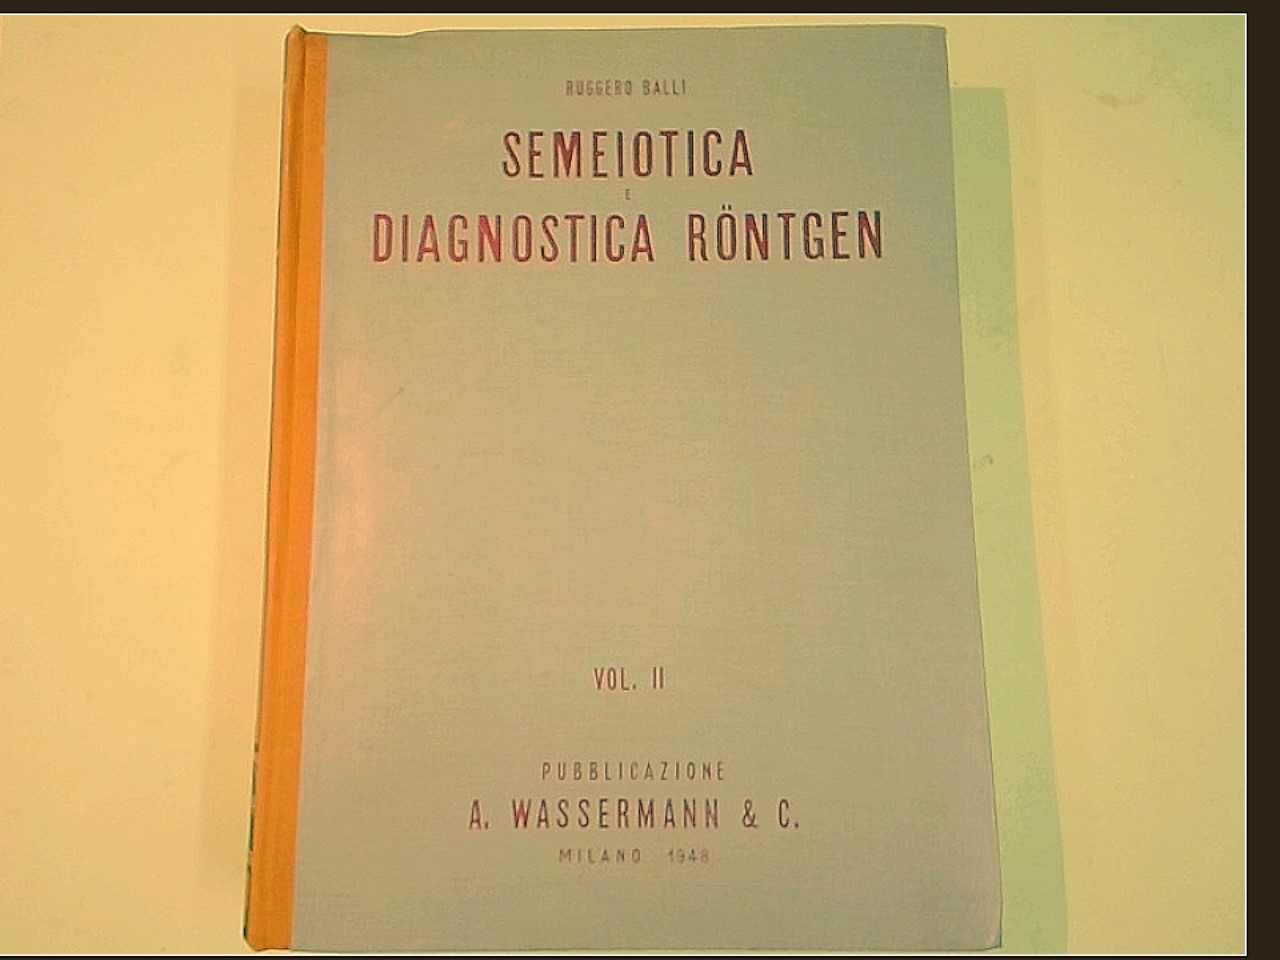 RUGGERO BALLI
SEMEIOTICA
E
DIAGNOSTICA RÖNTGEN
VOL. II
PUBBLICAZIONE
A. WASSERMANN & C.
MILANO 1948